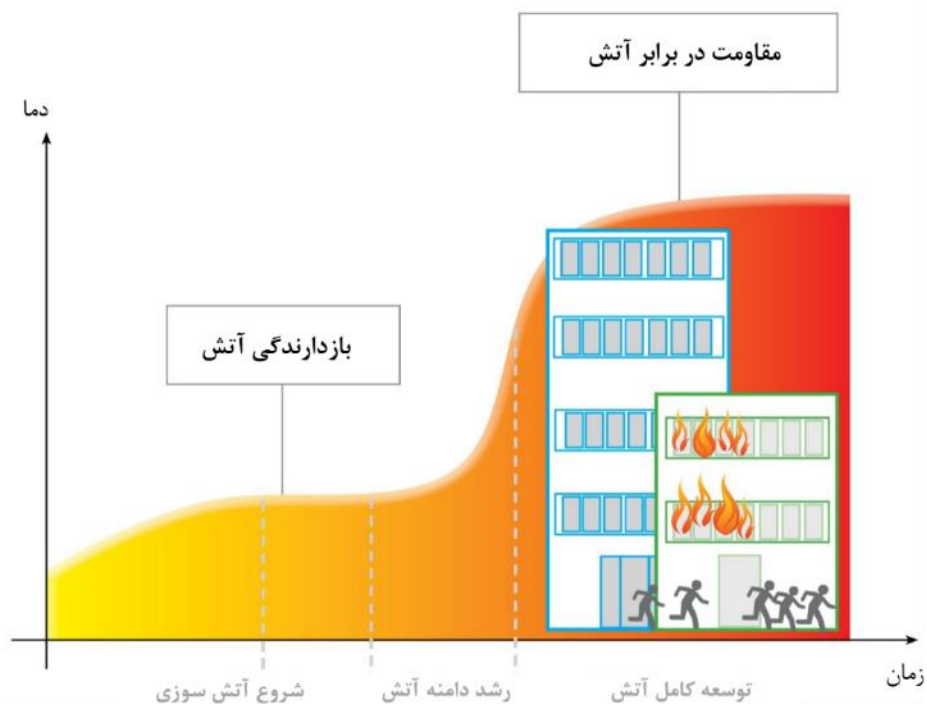 مقاومت در برابر آتش
دما
بازدارندگی آتش
زمان
شروع آتش سوزی
رشد دامنه آتش
توسعه کامل آتش